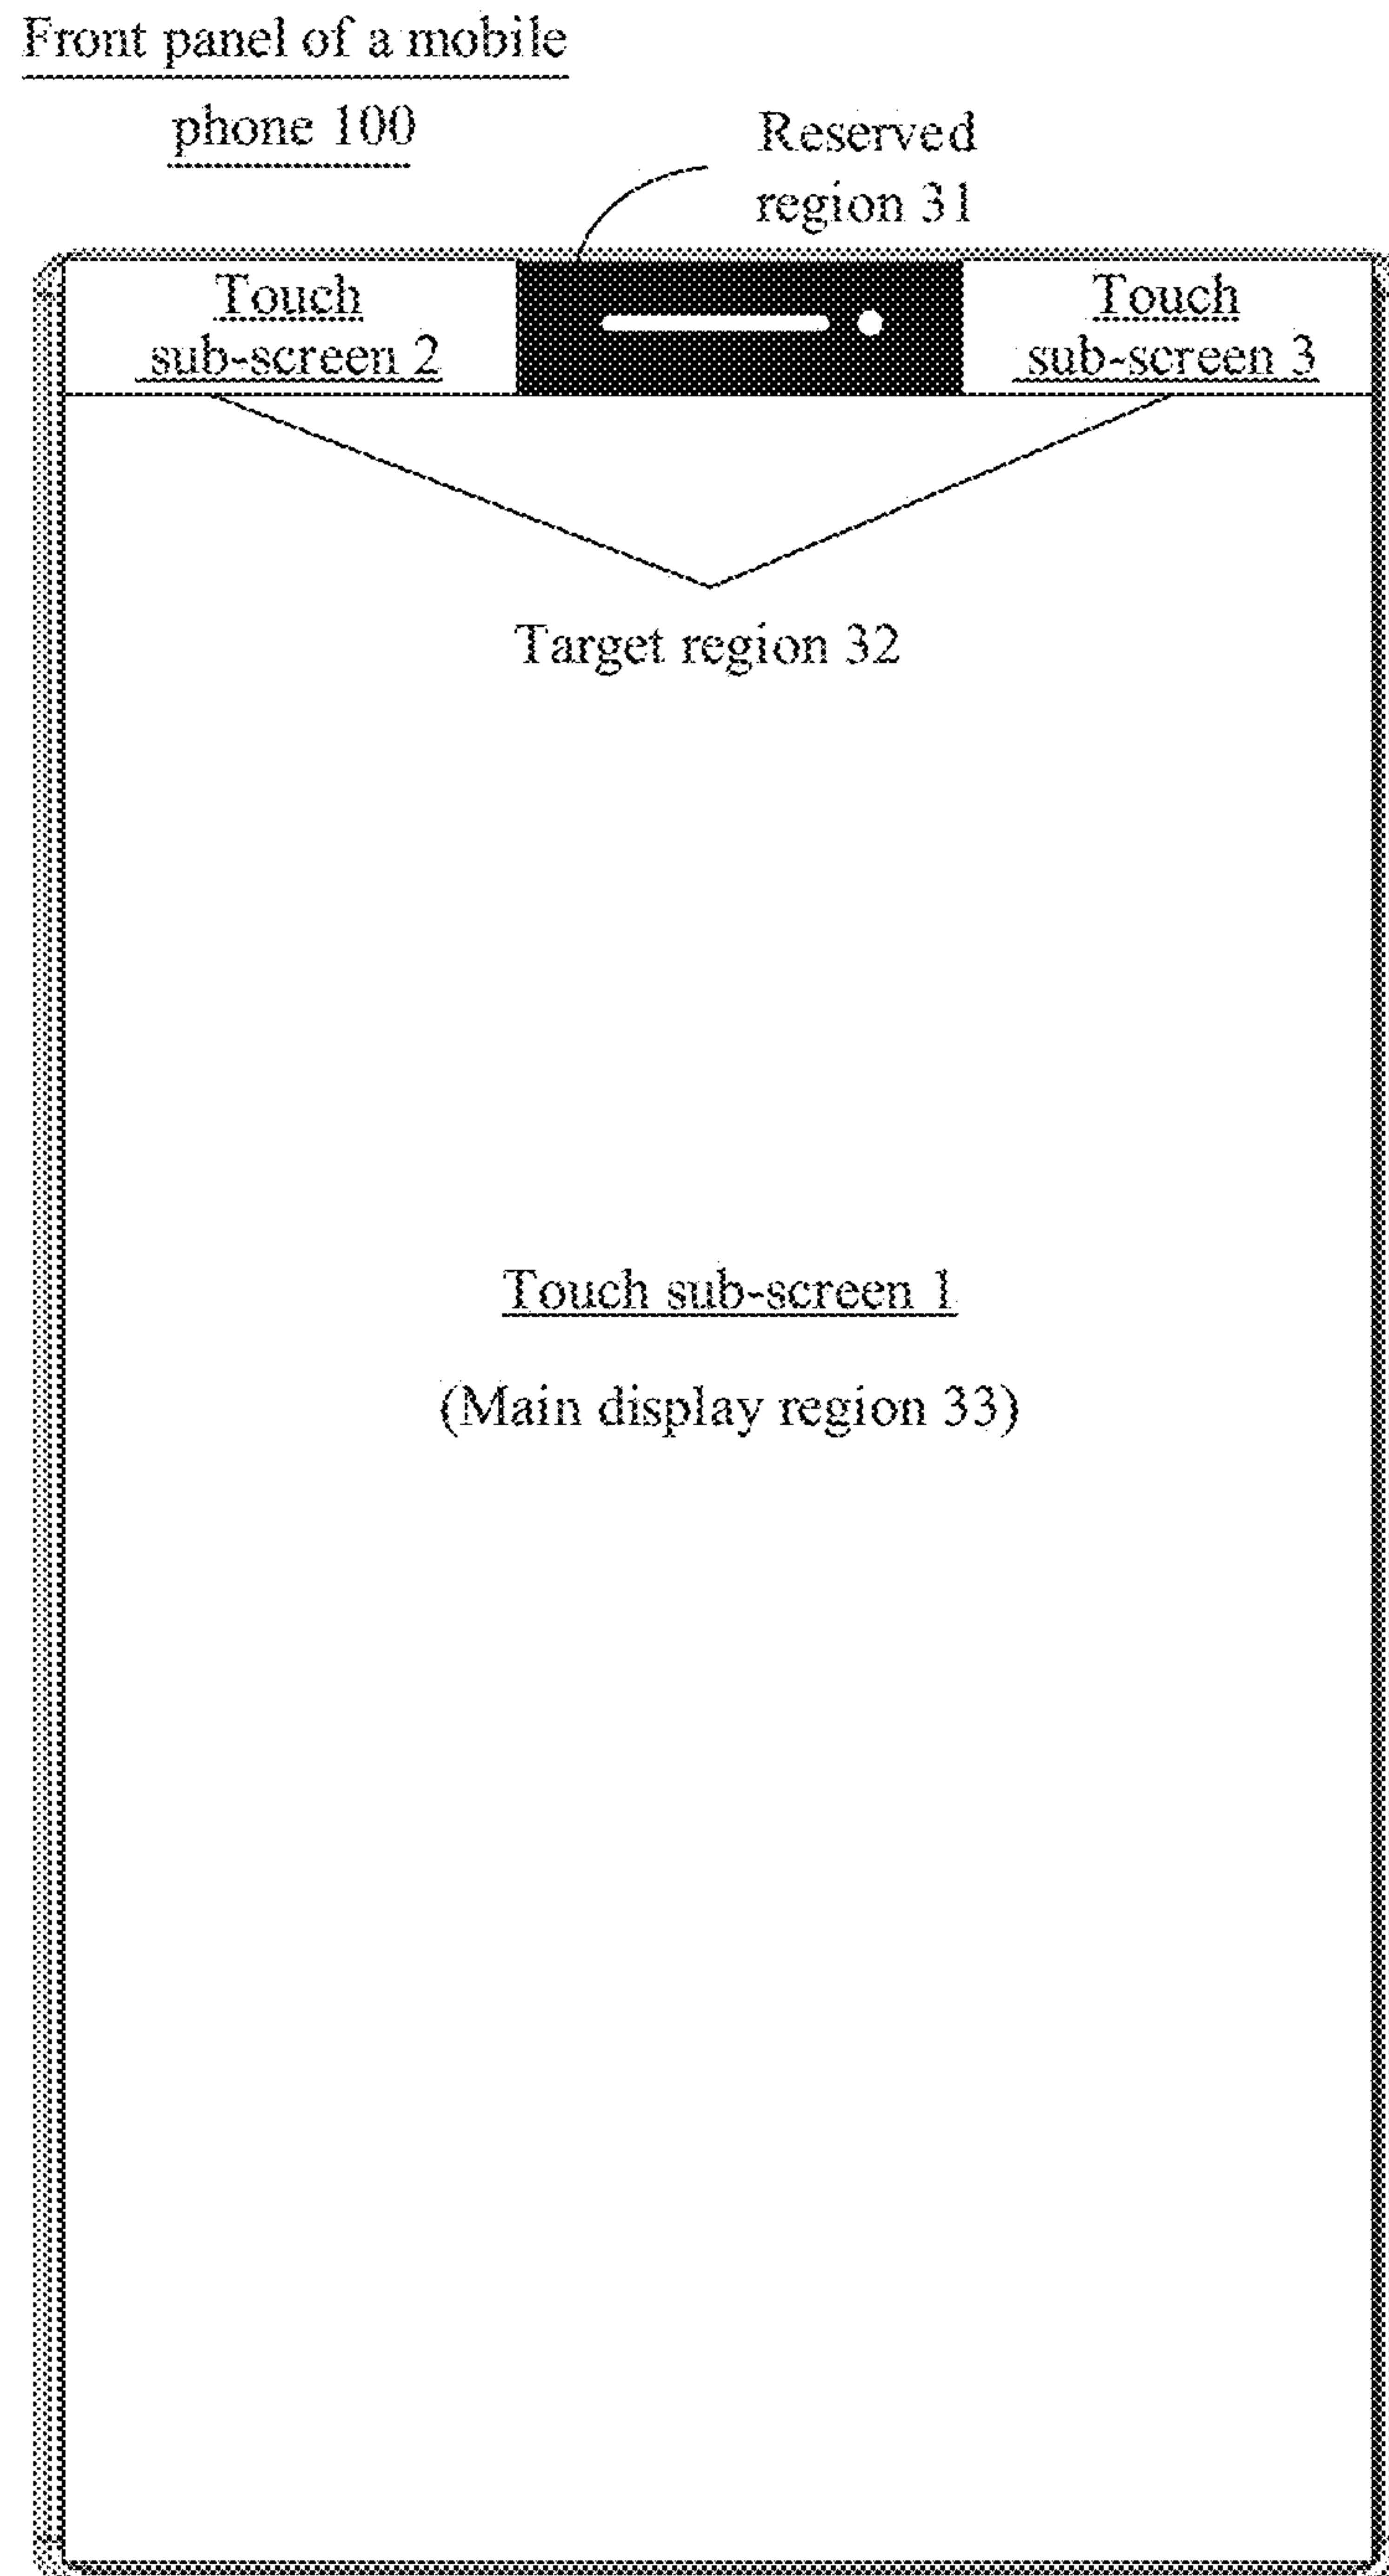 Front panel of a mobile
phone 100
Reserved
region 31
Touch
sub-screen 2
Touch
sub-screen 3
Target region 32
Touch sub-screen 1
(Main display region 33)